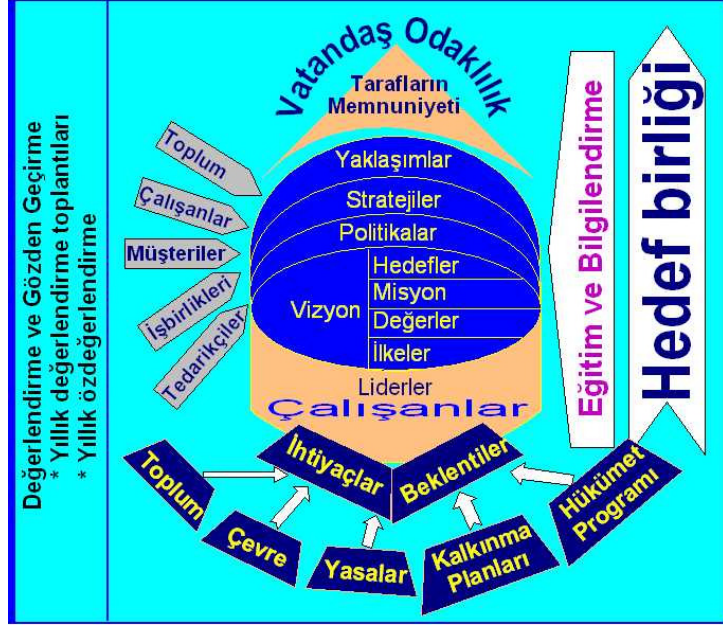 Değerlendirme ve Gözden Geçirme
* Yıllık değerlendirme toplantıları
* Yıllık özdeğerlendirme
Vatandaş Odaklılık
Tarafların
Memnuniyeti
Toplum
Çalışanlar
Müşteriler
İşbirlikleri
Tedarikçiler
Yaklaşımlar
Stratejiler
Politikalar
Vizyon
Hedefler
Misyon
Değerler
İlkeler
Liderler
Çalışanlar
Eğitim ve Bilgilendirme
Hedef birliği
İhtiyaçlar
Beklentiler
Toplum
Çevre
Yasalar
Kalkınma
Planları
Hükümet
Programı